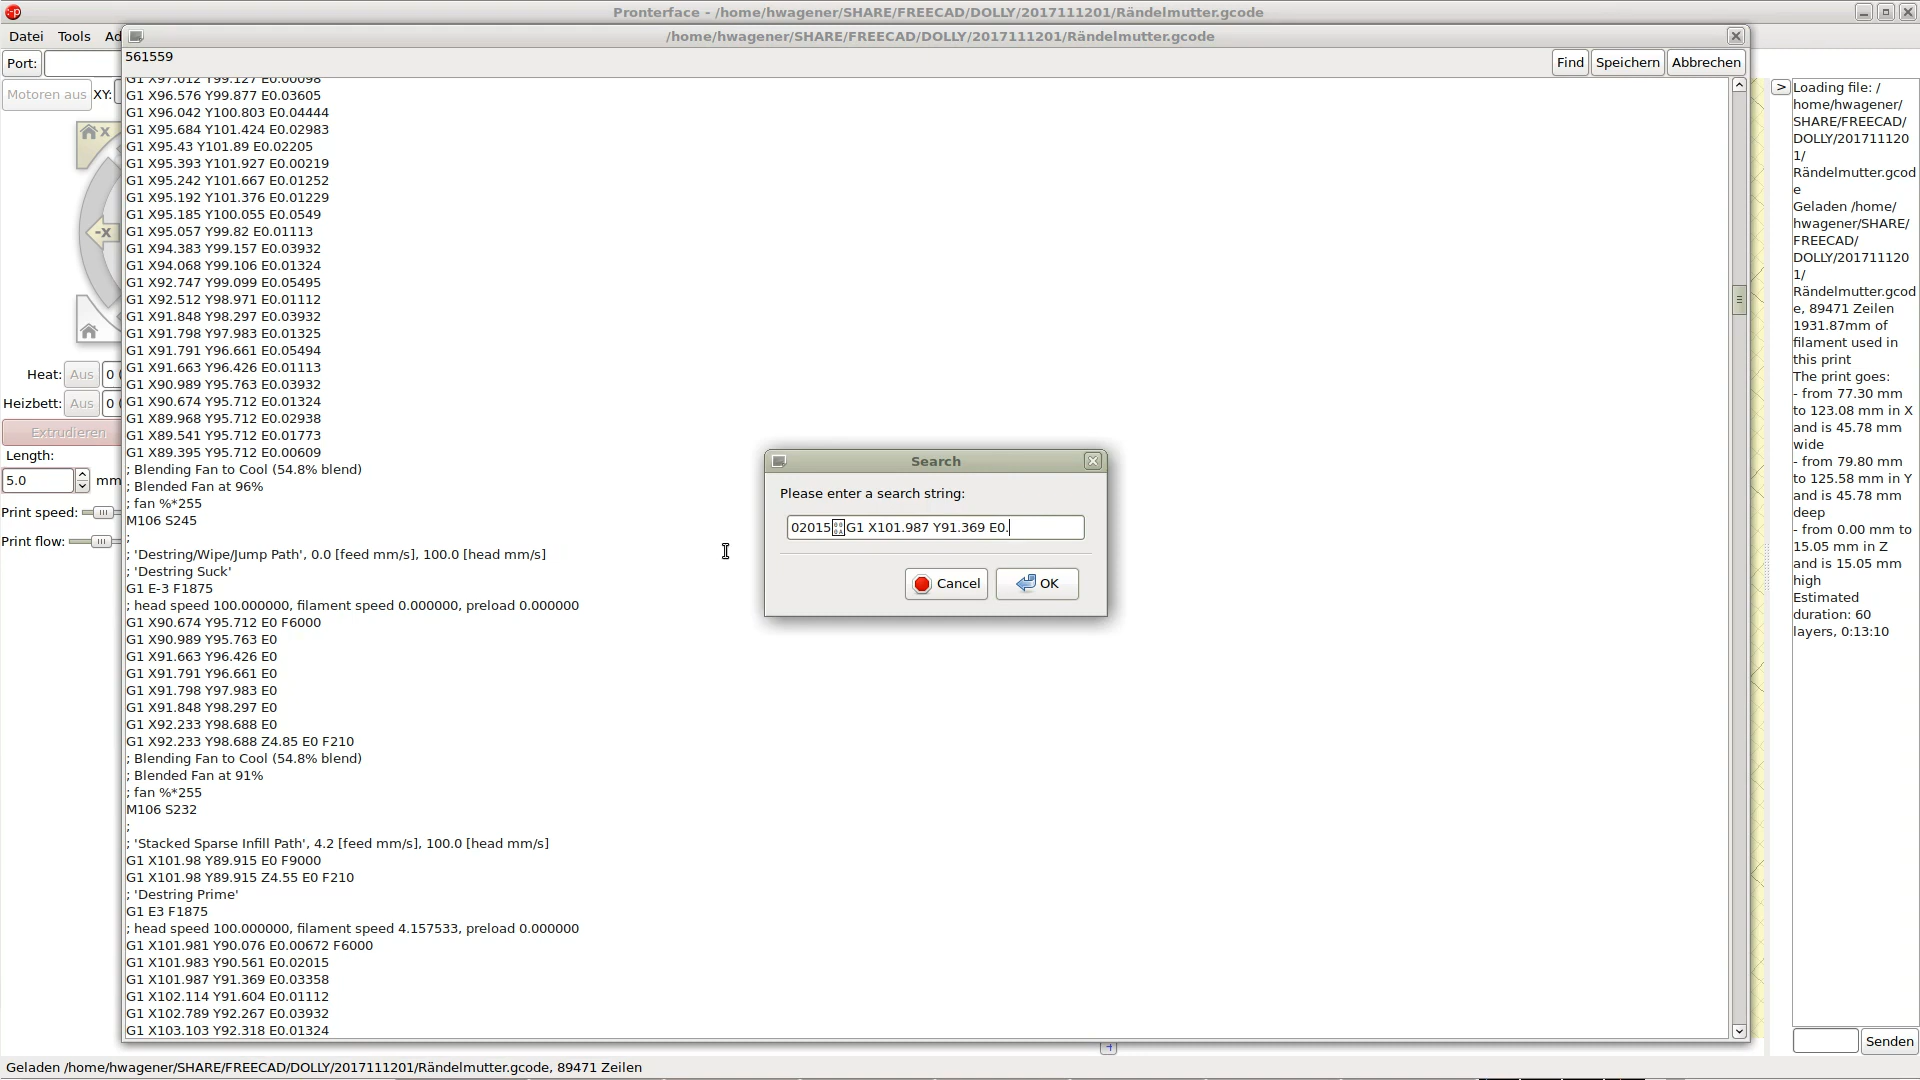 Pronterface - /home/hwagener/SHARE/FREECAD/DOLLY/2017111201/Rändelmutter.gcode
Datei Tools Ad
/home/hwagener/SHARE/FREECAD/DOLLY/2017111201/Rändelmutter.gcode
Port:
561559
Find Speichern Abbrechen
Motoren aus XY:
X
-X
Heat: Aus 0 (
Heizbett: Aus 0 (
Extrudieren
Length:
5.0 mm
Print speed:
Print flow:
G1 X97.012 Y99.127 E0.00098
G1 X96.576 Y99.877 E0.03605
G1 X96.042 Y100.803 E0.04444
G1 X95.684 Y101.424 E0.02983
G1 X95.43 Y101.89 E0.02205
G1 X95.393 Y101.927 E0.00219
G1 X95.242 Y101.667 E0.01252
G1 X95.192 Y101.376 E0.01229
G1 X95.185 Y100.055 E0.0549
G1 X95.057 Y99.82 E0.01113
G1 X94.383 Y99.157 E0.03932
G1 X94.068 Y99.106 E0.01324
G1 X92.747 Y99.099 E0.05495
G1 X92.512 Y98.971 E0.01112
G1 X91.848 Y98.297 E0.03932
G1 X91.798 Y97.983 E0.01325
G1 X91.791 Y96.661 E0.05494
G1 X91.663 Y96.426 E0.01113
G1 X90.989 Y95.763 E0.03932
G1 X90.674 Y95.712 E0.01324
G1 X89.968 Y95.712 E0.02938
G1 X89.541 Y95.712 E0.01773
G1 X89.395 Y95.712 E0.00609
; Blending Fan to Cool (54.8% blend)
; Blended Fan at 96%
; fan %*255
M106 S245
;
; 'Destring/Wipe/Jump Path', 0.0 [feed mm/s], 100.0 [head mm/s]
; 'Destring Suck'
G1 E-3 F1875
; head speed 100.000000, filament speed 0.000000, preload 0.000000
G1 X90.674 Y95.712 E0 F6000
G1 X90.989 Y95.763 E0
G1 X91.663 Y96.426 E0
G1 X91.791 Y96.661 E0
G1 X91.798 Y97.983 E0
G1 X91.848 Y98.297 E0
G1 X92.233 Y98.688 E0
G1 X92.233 Y98.688 Z4.85 E0 F210
; Blending Fan to Cool (54.8% blend)
; Blended Fan at 91%
; fan %*255
M106 S232
;
; 'Stacked Sparse Infill Path', 4.2 [feed mm/s], 100.0 [head mm/s]
G1 X101.98 Y89.915 E0 F9000
G1 X101.98 Y89.915 Z4.55 E0 F210
; 'Destring Prime'
G1 E3 F1875
; head speed 100.000000, filament speed 4.157533, preload 0.000000
G1 X101.981 Y90.076 E0.00672 F6000
G1 X101.983 Y90.561 E0.02015
G1 X101.987 Y91.369 E0.03358
G1 X102.114 Y91.604 E0.01112
G1 X102.789 Y92.267 E0.03932
G1 X103.103 Y92.318 E0.01324
Search
Please enter a search string:
02015 G1 X101.987 Y91.369 E0.
Cancel OK
>
Loading file: /
home/hwagener/
SHARE/FREECAD/
DOLLY/201711120
1/
Rändelmutter.gcod
e
Geladen /home/
hwagener/SHARE/
FREECAD/
DOLLY/201711120
1/
Rändelmutter.gcod
e, 89471 Zeilen
1931.87mm of
filament used in
this print
The print goes:
- from 77.30 mm
to 123.08 mm in X
and is 45.78 mm
wide
- from 79.80 mm
to 125.58 mm in Y
and is 45.78 mm
deep
- from 0.00 mm to
15.05 mm in Z
and is 15.05 mm
high
Estimated
duration: 60
layers, 0:13:10
Senden
Geladen /home/hwagener/SHARE/FREECAD/DOLLY/2017111201/Rändelmutter.gcode, 89471 Zeilen